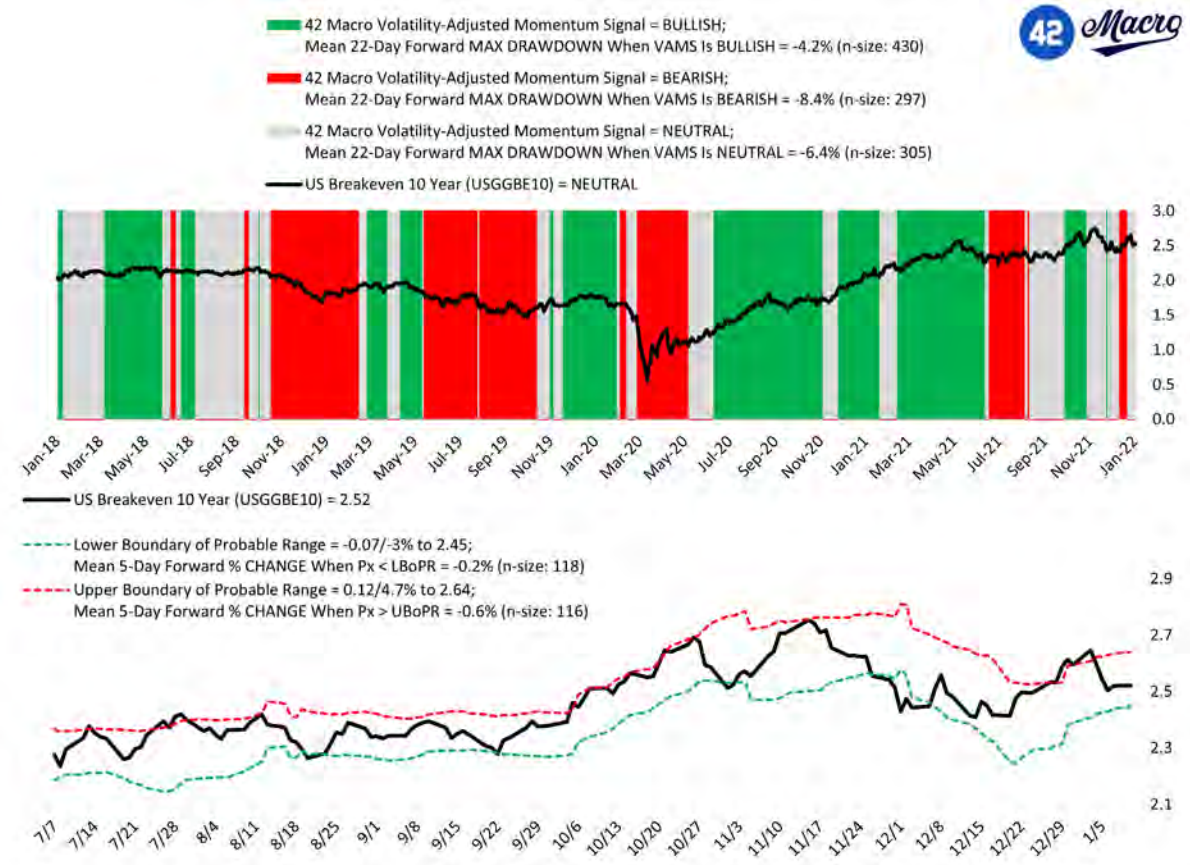 42 Macro Volatility-Adjusted Momentum Signal = BULLISH;
Mean 22-Day Forward MAX DRAWDOWN When VAMS Is BULLISH = -4.2% (n-size: 430)
42 Macro
42 Macro Volatility-Adjusted Momentum Signal = BEARISH;
Mean 22-Day Forward MAX DRAWDOWN When VAMS Is BEARISH = -8.4% (n-size: 297)
42 Macro Volatility-Adjusted Momentum Signal = NEUTRAL;
Mean 22-Day Forward MAX DRAWDOWN When VAMS Is NEUTRAL = -6.4% (n-size: 305)
US Breakeven 10 Year (USGGBE10) = NEUTRAL
3.0
2.5
2.0
1.5
1.0
0.5
0.0
Jan-18 Mar-18 May-18 Jul-18 Sep-18 Nov-18 Jan-19 Mar-19 May-19 Jul-19 Sep-19 Nov-19 Jan-20 Mar-20 May-20 Jul-20 Sep-20 Nov-20 Jan-21 Mar-21 May-21 Jul-21 Sep-21 Nov-21 Jan-22
US Breakeven 10 Year (USGGBE10) = 2.52
Lower Boundary of Probable Range = -0.07/-3% to 2.45;
Mean 5-Day Forward % CHANGE When Px < LBoPR = -0.2% (n-size: 118)
Upper Boundary of Probable Range = 0.12/4.7% to 2.64;
Mean 5-Day Forward % CHANGE When Px > UBoPR = -0.6% (n-size: 116)
2.9
2.7
2.5
2.3
2.1
7/7 7/14 7/21 7/28 8/4 8/11 8/18 8/25 9/1 9/8 9/15 9/22 9/29 10/6 10/13 10/20 10/27 11/3 11/10 11/17 11/24 12/1 12/8 12/15 12/22 12/29 1/5